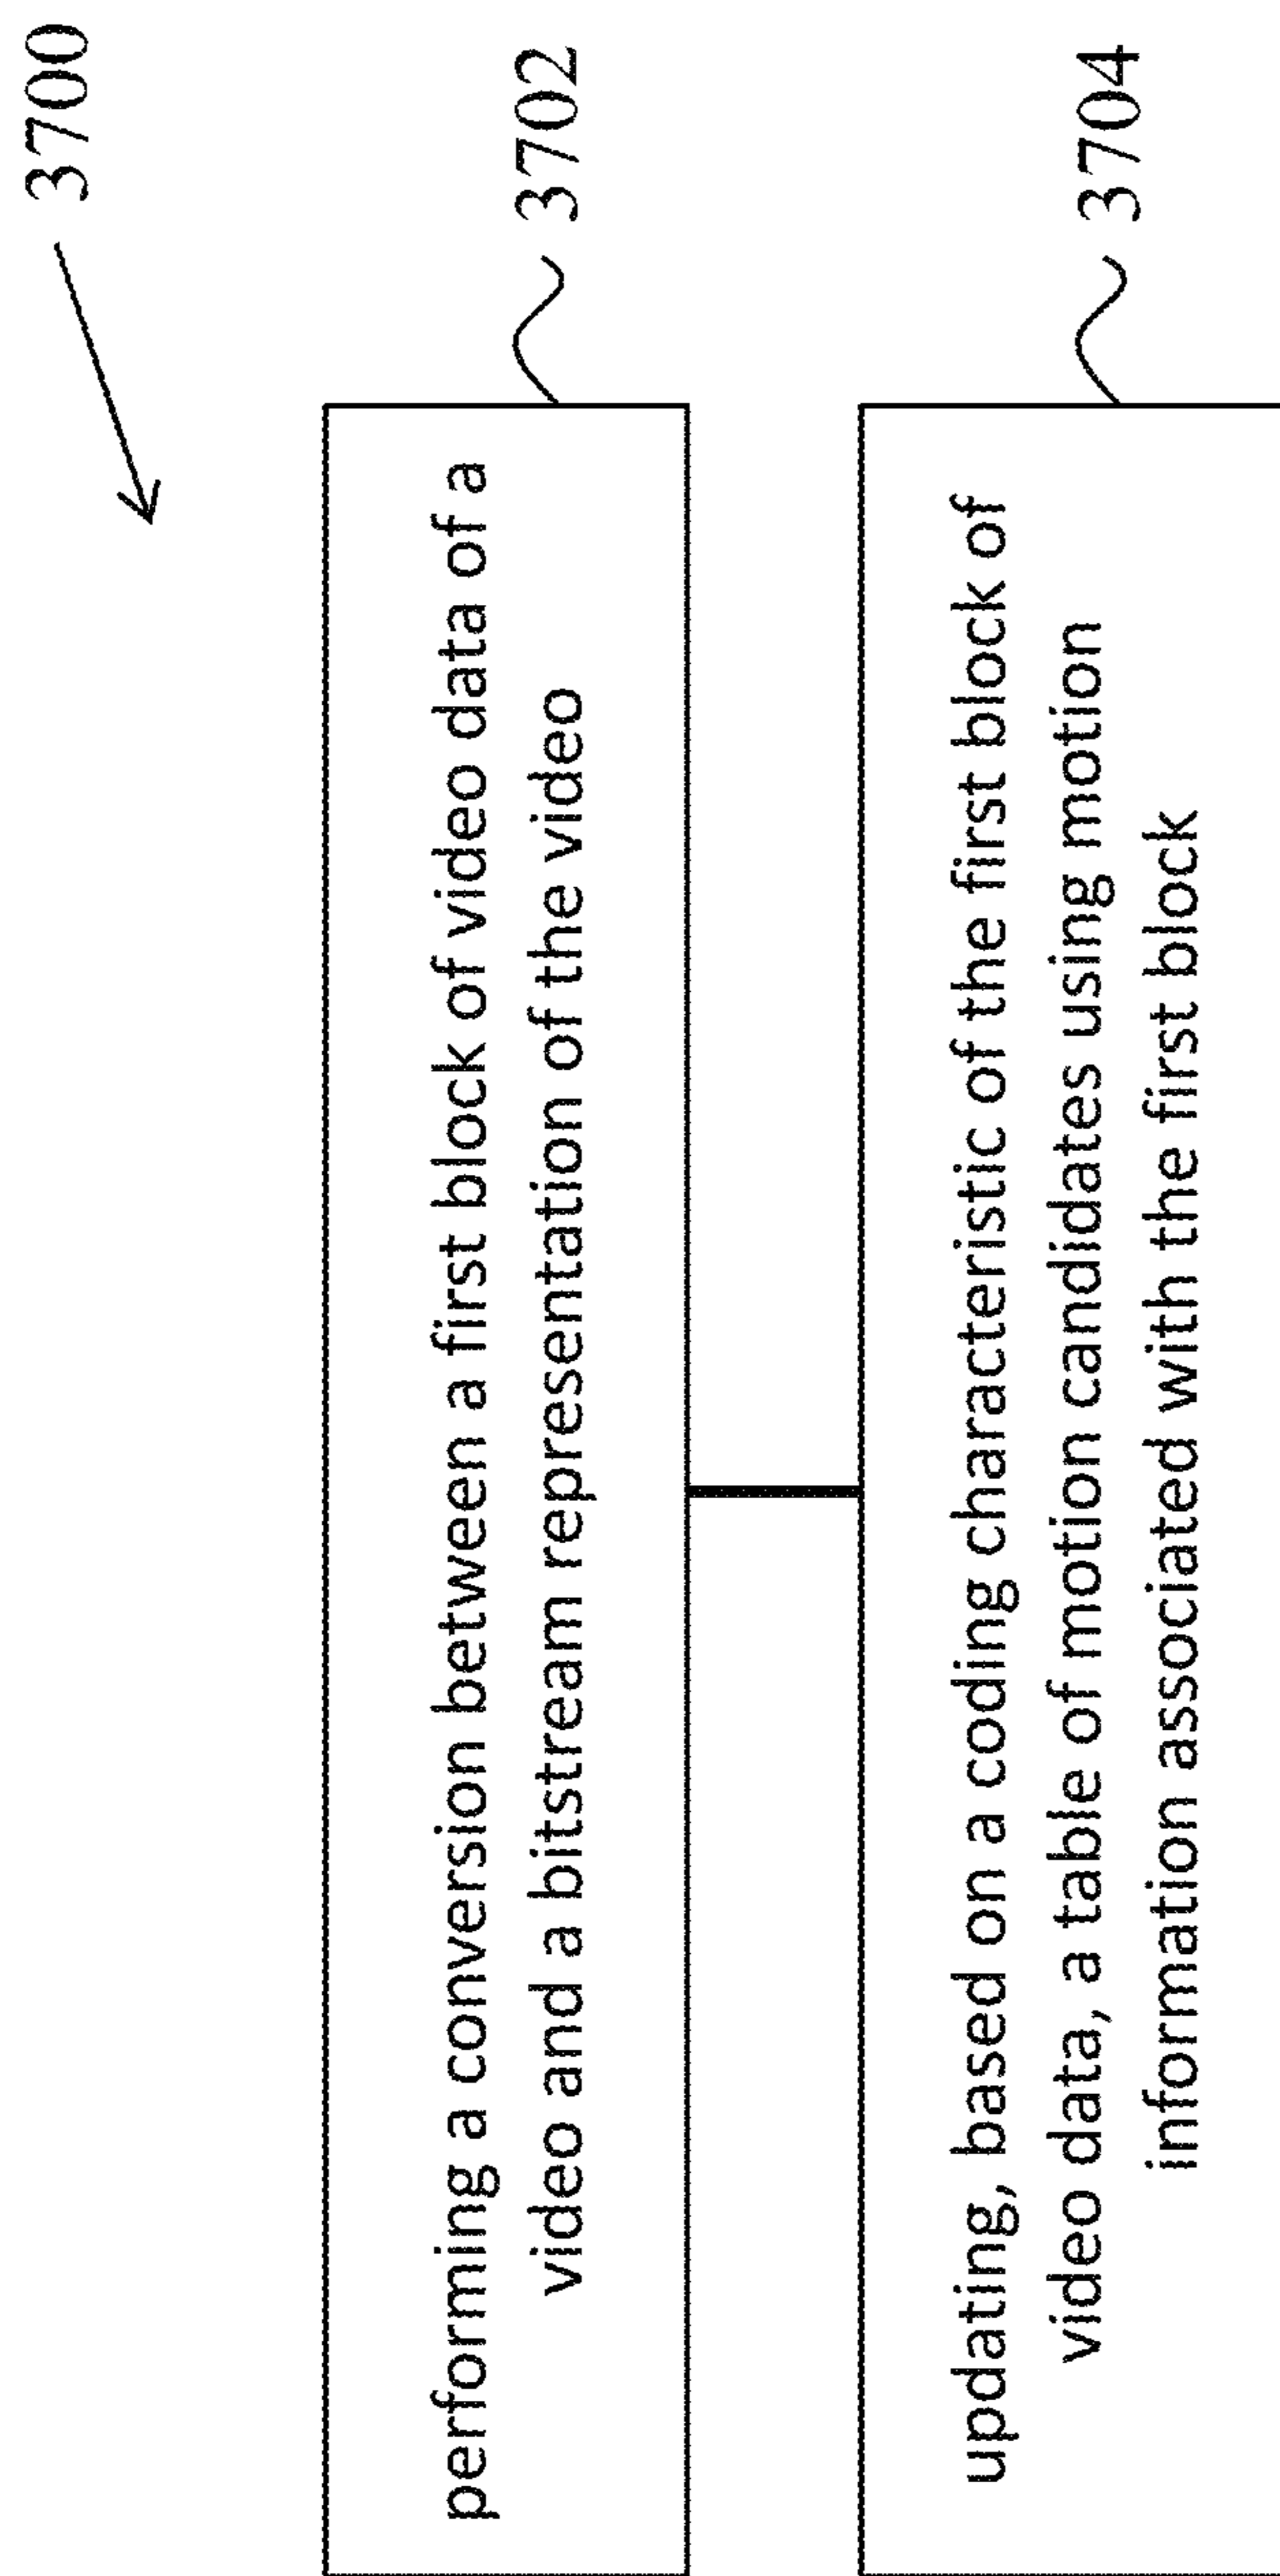 3700
performing a conversion between a first block of video data of a
video and a bitstream representation of the video
3702
updating, based on a coding characteristic of the first block of
video data, a table of motion candidates using motion
information associated with the first block
3704